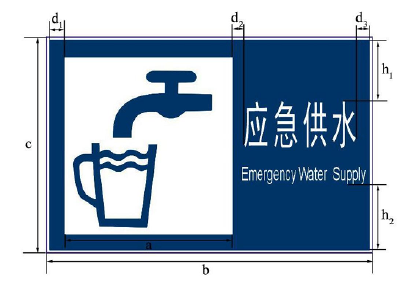 d1
d2
d3
h1
应急供水
c
Emergency Water Supply
h2
a
b